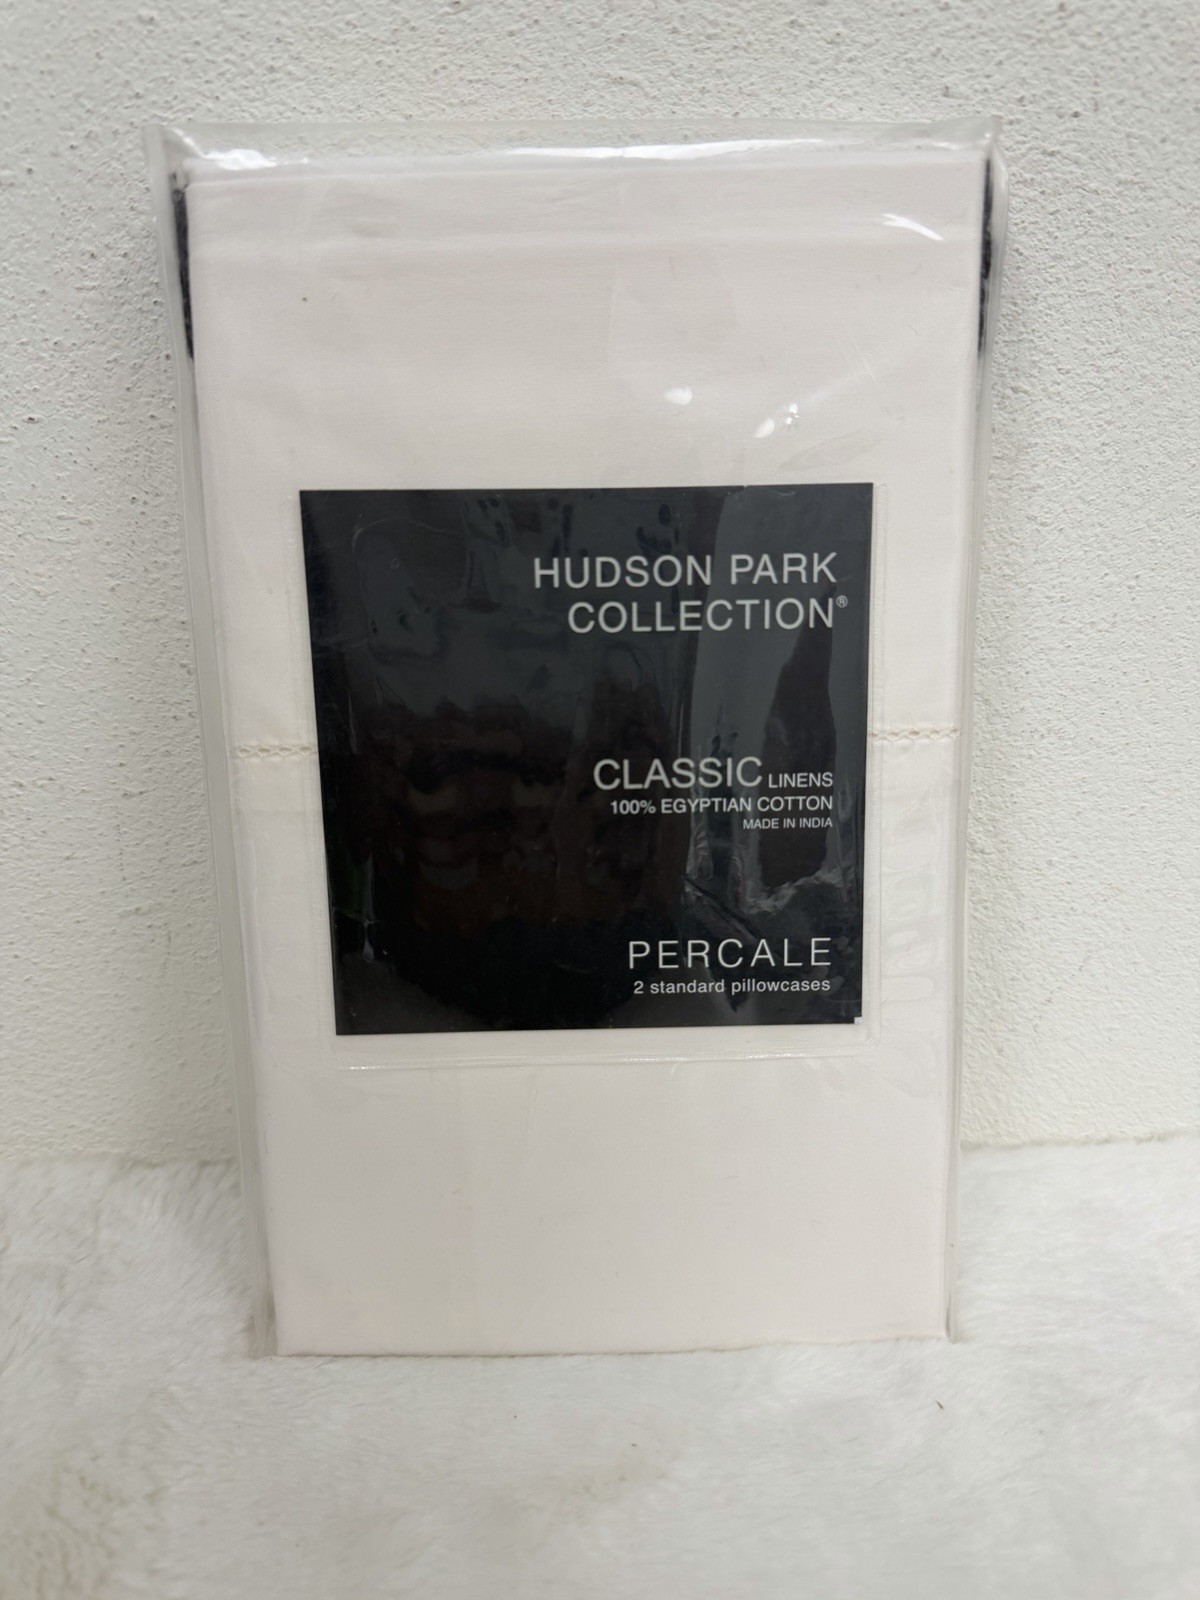 HUDSON PARK
COLLECTION®
CLASSIC LINENS
100% EGYPTIAN COTTON
MADE IN INDIA
PERCALE
2 standard pillowcases